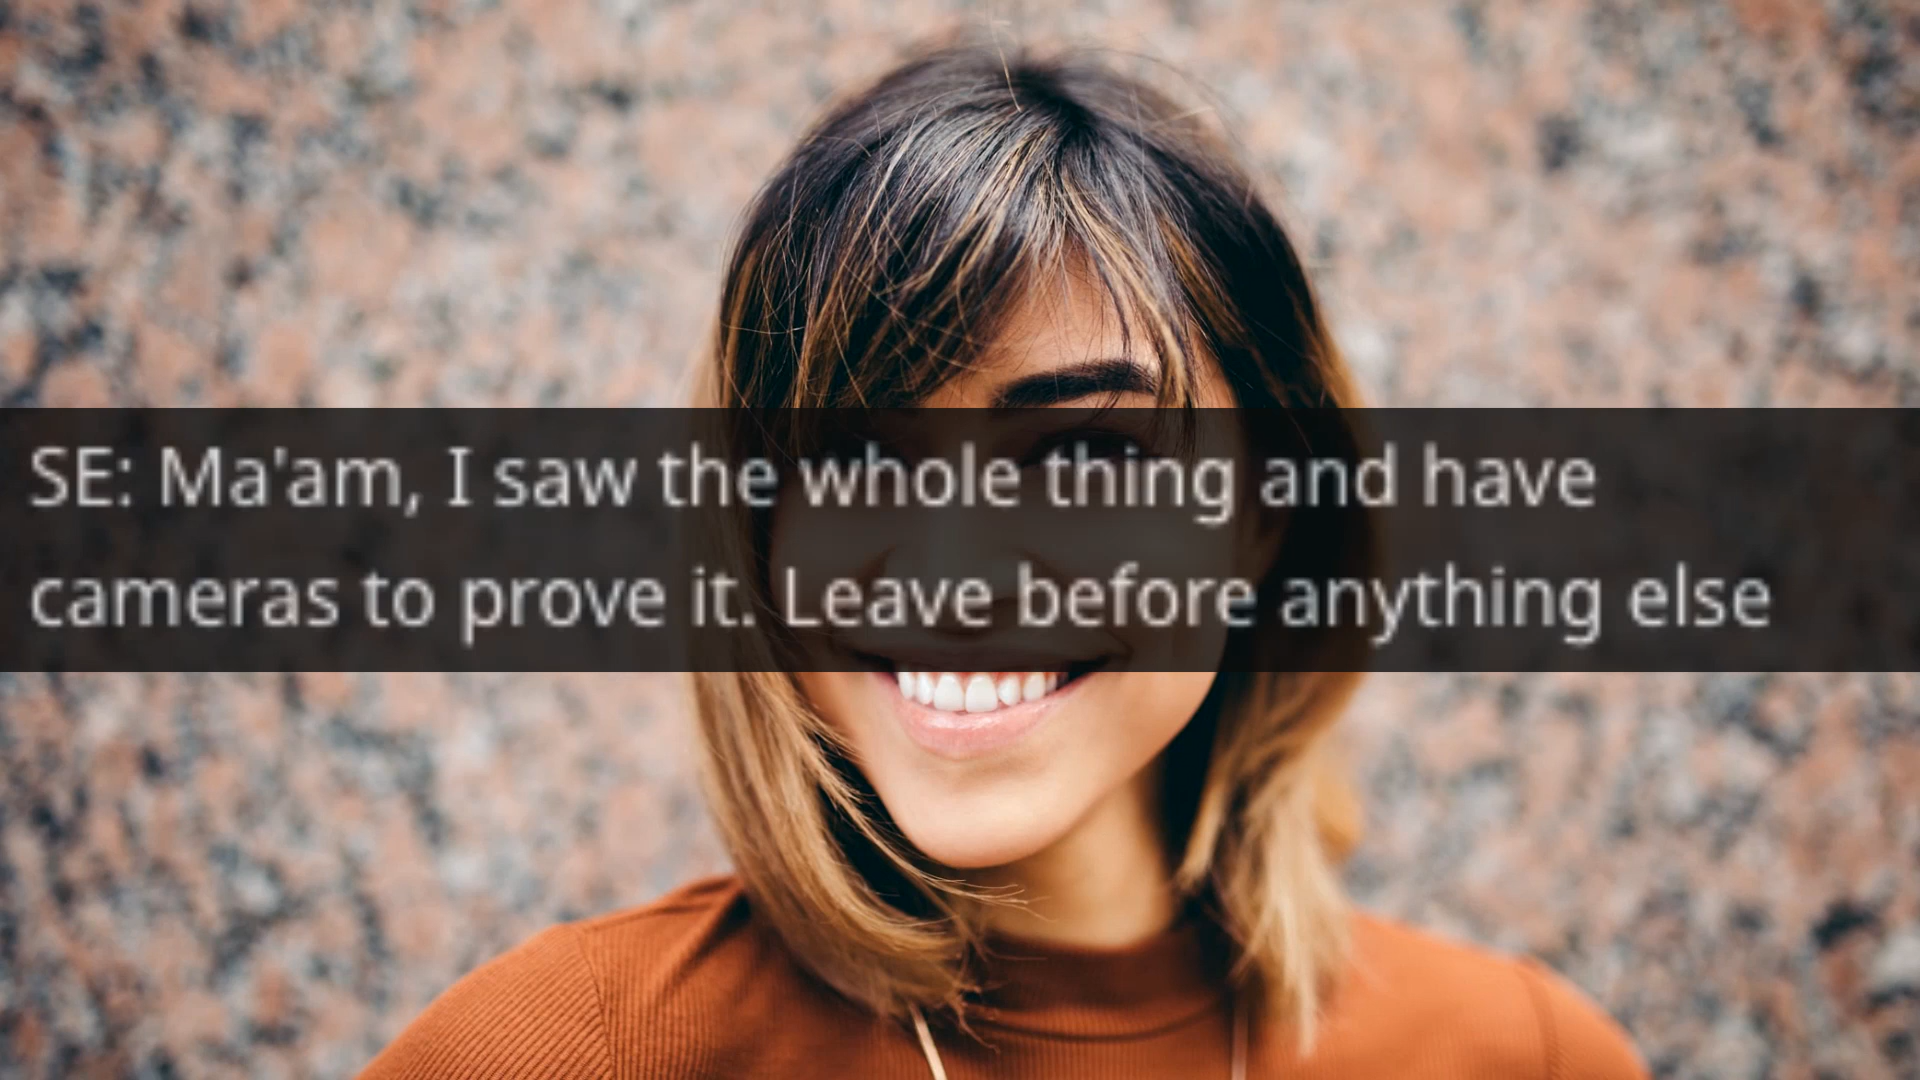 SE: Ma'am, I saw the whole thing and have
cameras to prove it. Leave before anything else